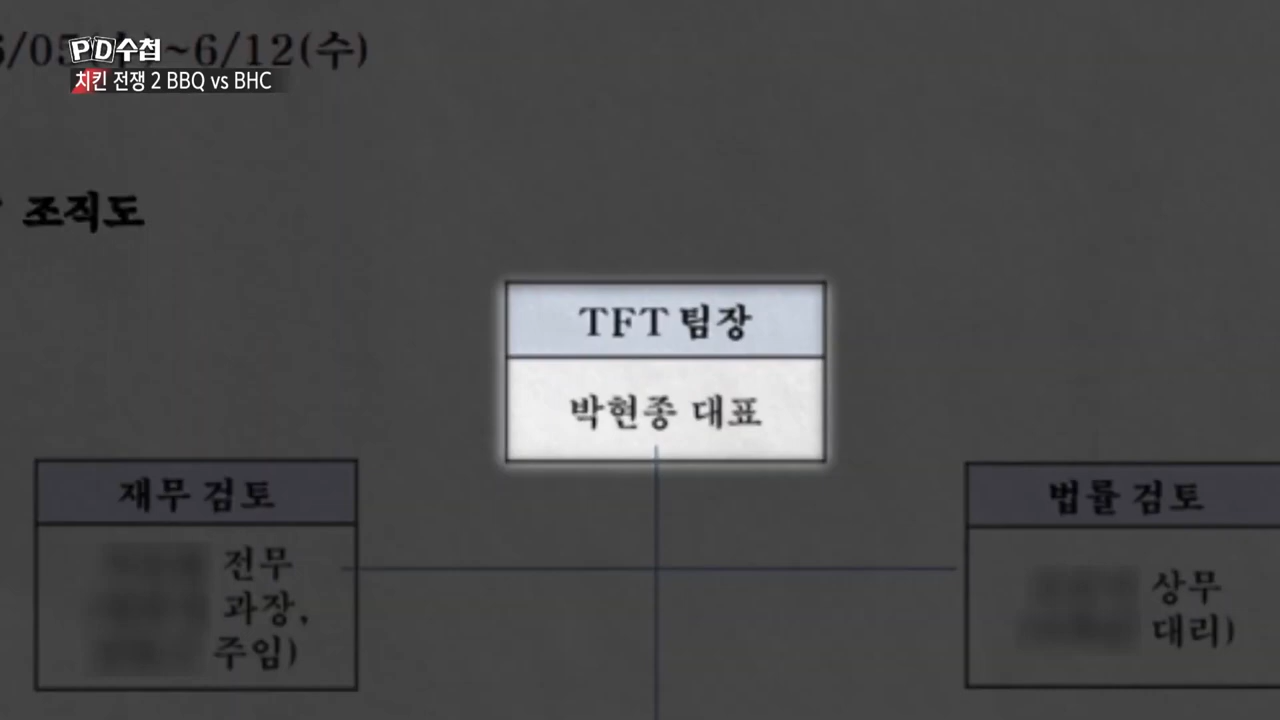 ~6/12(수)
PD수첩
치킨 전쟁 2 BBQ vs BHC
조직도
TFT 팀장
박현종 대표
재무 검토
전무
과장,
주임)
법률 검토
상무
대리)